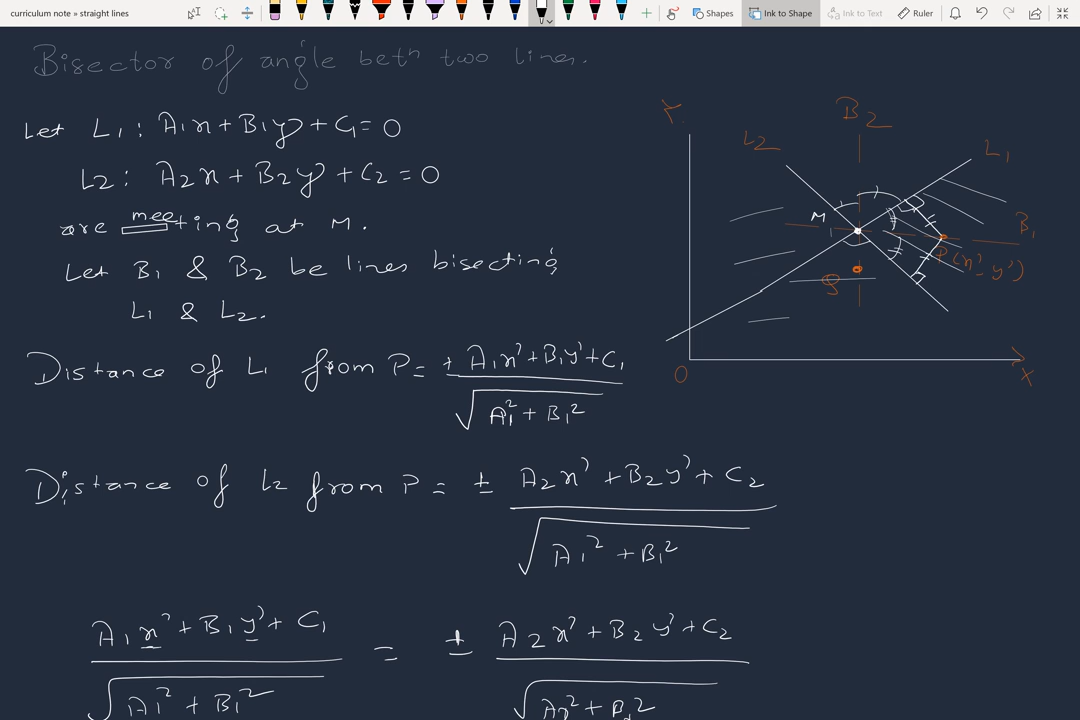 curriculum note » straight lines
Shapes Ink to Shape Ink to Text Ruler
Bisector of angle betn two lines.
Let L1 : A1x + B1y + C1 = 0
L2 : A2x + B2y + C2 = 0
are meeting at M.
Let B1 & B2 be lines bisecting
L1 & L2.
Distance of L1 from P = ± A1x' + B1y' + C1
√A1² + B1²
Distance of L2 from P = ± A2x' + B2y' + C2
√A1² + B1²
A1x' + B1y' + C1 = ± A2x' + B2y' + C2
√A1² + B1² √A2² + B2²
Y
B2
L2
L1
M
B1
P(x', y')
Q
O
X